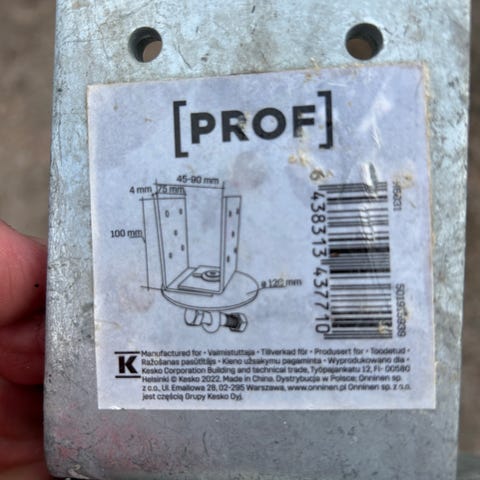 [PROF]
45-90 mm
4 mm 75 mm
100 mm
ø 120 mm
6 438313 437710
501953939
K
Manufactured for • Valmistuttaja • Tillverkad för • Produsert for • Toodetud •
Ražošanas pasūtītājs • Kieno užsakymu pagaminta • Wyprodukowano dla •
Kesko Corporation Building and technical trade, Työpajankatu 12, FI- 00580
Helsinki © Kesko 2022. Made in China. Dystrybucja w Polsce: Onninen sp.
z o.o., Ul. Emaliowa 28, 02-295 Warszawa, www.onninen.pl Onninen sp. z o.o.
jest częścią Grupy Kesko Oyj.